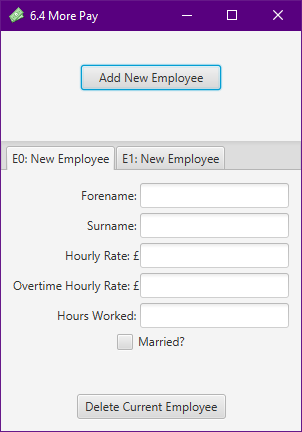 6.4 More Pay
Add New Employee
E0: New Employee E1: New Employee
Forename:
Surname:
Hourly Rate: £
Overtime Hourly Rate: £
Hours Worked:
Married?
Delete Current Employee